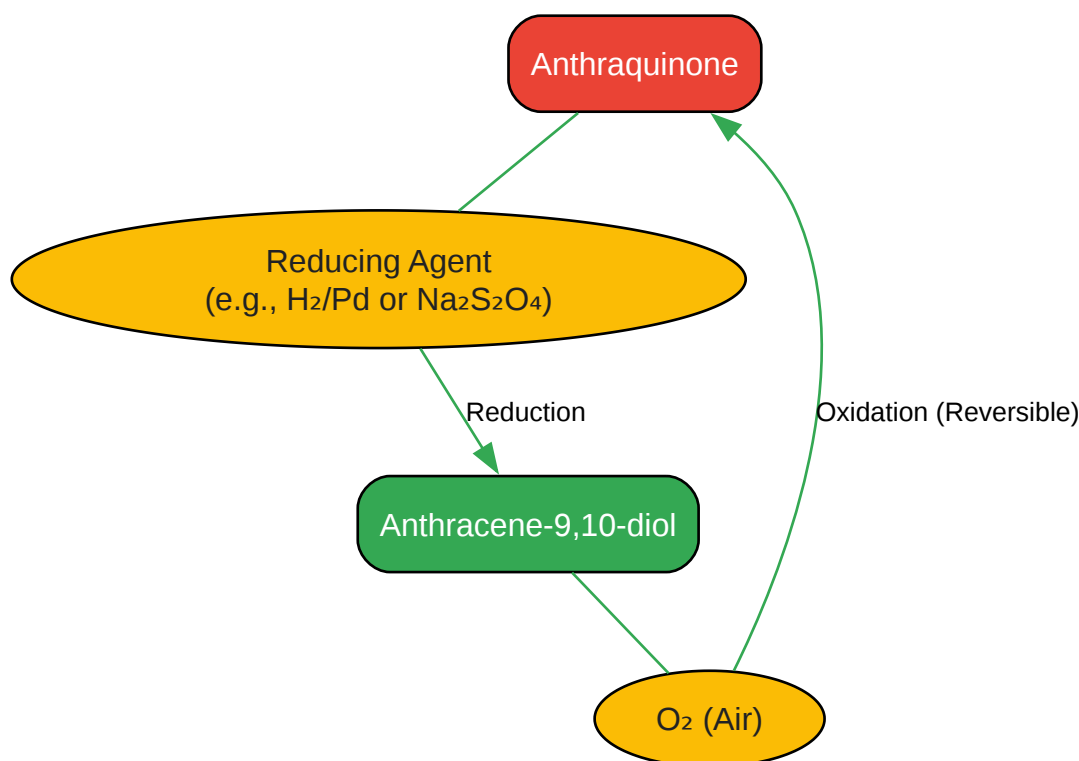 Anthraquinone
Reducing Agent
(e.g., H₂/Pd or Na₂S₂O₄)
Reduction
Oxidation (Reversible)
Anthracene-9,10-diol
O₂ (Air)